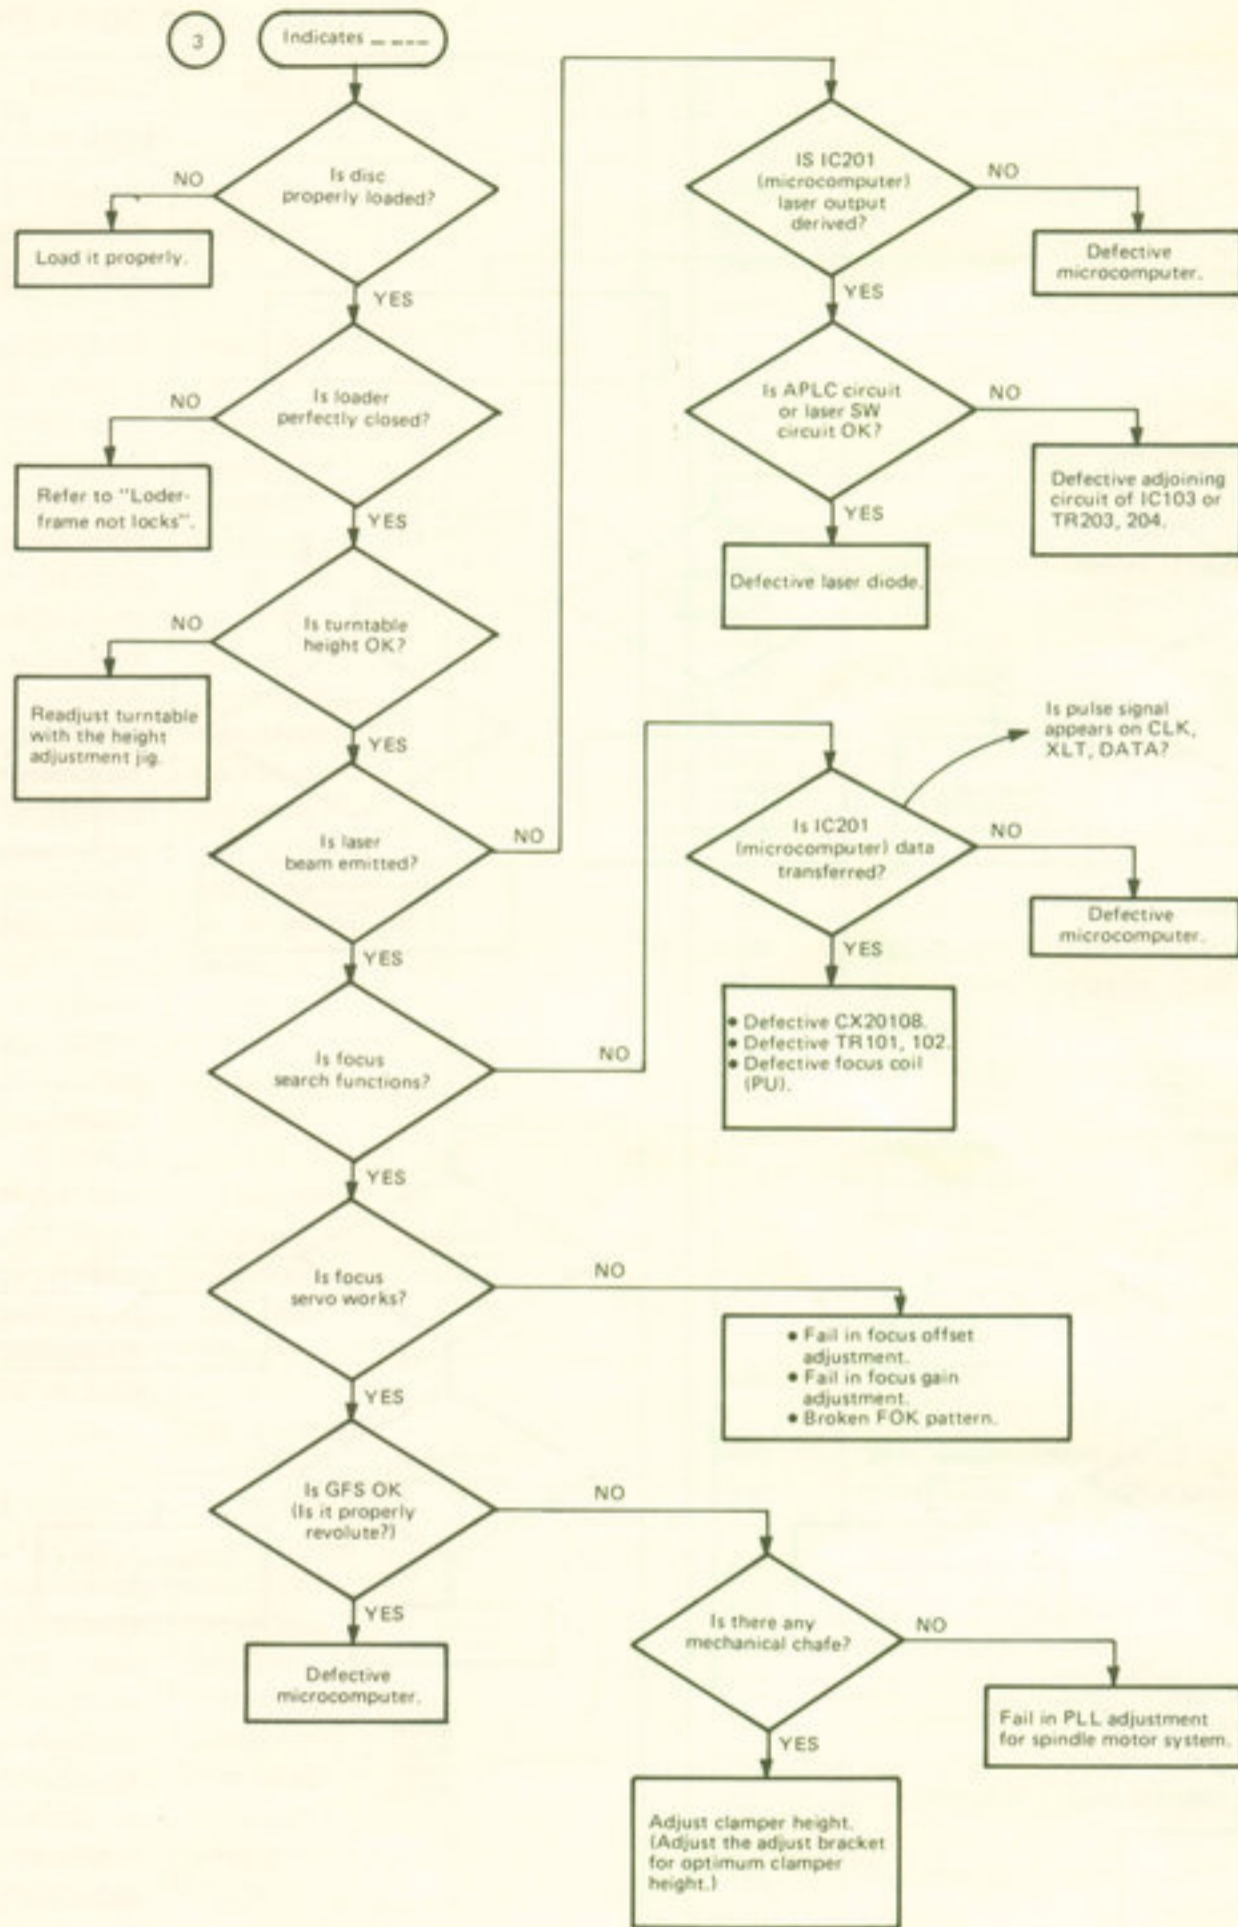 3
Indicates _ _ _ _
Is disc
properly loaded?
NO
Load it properly.
YES
Is loader
perfectly closed?
NO
Refer to "Loder-
frame not locks"'.
YES
Is turntable
height OK?
NO
Readjust turntable
with the height
adjustment jig.
YES
Is laser
beam emitted?
NO
YES
Is focus
search functions?
NO
YES
Is focus
servo works?
NO
• Fail in focus offset
adjustment.
• Fail in focus gain
adjustment.
• Broken FOK pattern.
YES
Is GFS OK
(Is it properly
revolute?)
NO
YES
Defective
microcomputer.
Is there any
mechanical chafe?
NO
Fail in PLL adjustment
for spindle motor system.
YES
Adjust clamper height.
(Adjust the adjust bracket
for optimum clamper
height.)
IS IC201
(microcomputer)
laser output
derived?
NO
Defective
microcomputer.
YES
Is APLC circuit
or laser SW
circuit OK?
NO
Defective adjoining
circuit of IC103 or
TR203, 204.
YES
Defective laser diode.
Is pulse signal
appears on CLK,
XLT, DATA?
Is IC201
(microcomputer) data
transferred?
NO
Defective
microcomputer.
YES
• Defective CX20108.
• Defective TR101, 102.
• Defective focus coil
(PU).